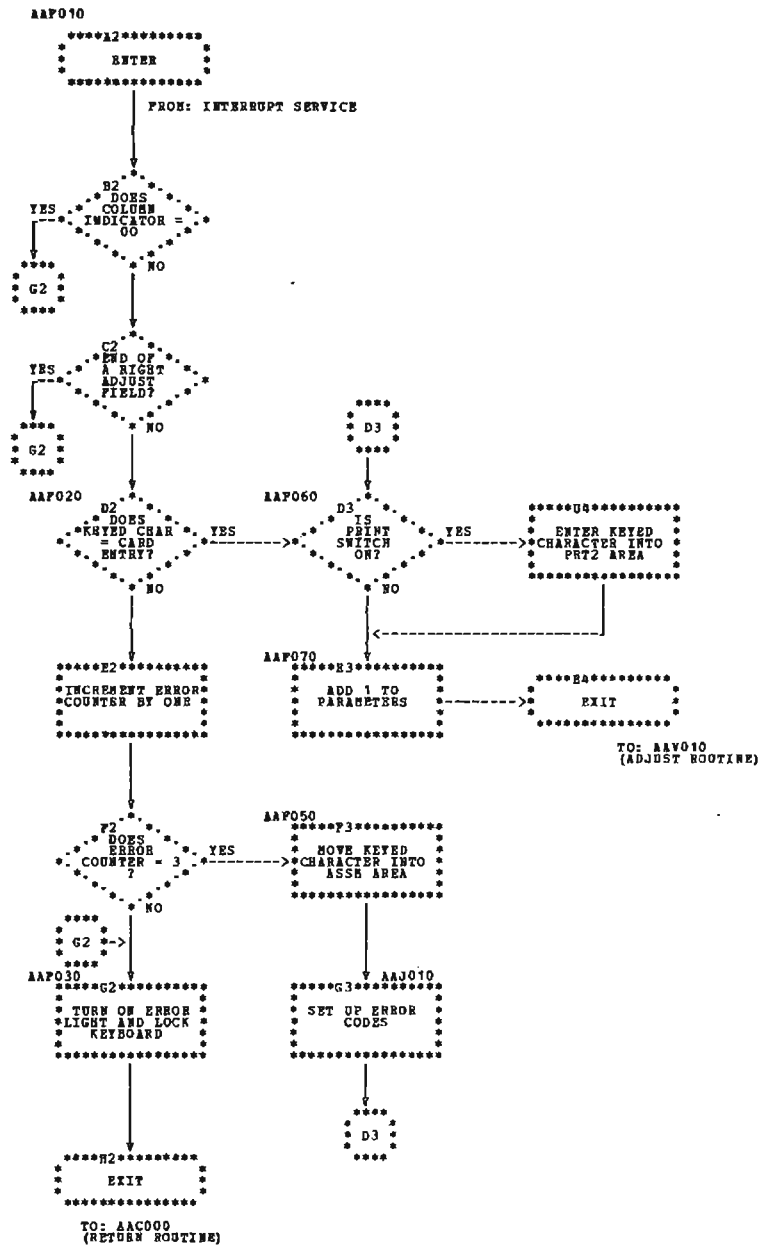 AAF010
A2
ENTER
FROM: INTERRUPT SERVICE
B2
DOES
COLUMN
INDICATOR =
00
YES
NO
G2
C2
END OF
A RIGHT
ADJUST
FIELD?
YES
NO
G2
D3
AAF020
D2
DOES
KEYED CHAR
= CARD
ENTRY?
YES
NO
AAF060
D3
IS
PRINT
SWITCH
ON?
YES
NO
D4
ENTER KEYED
CHARACTER INTO
PRT2 AREA
E2
INCREMENT ERROR
COUNTER BY ONE
AAF070
E3
ADD 1 TO
PARAMETERS
E4
EXIT
TO: AAV010
(ADJUST ROUTINE)
F2
DOES
ERROR
COUNTER = 3
?
YES
NO
AAF050
F3
MOVE KEYED
CHARACTER INTO
ASSM AREA
G2
AAF030
G2
TURN ON ERROR
LIGHT AND LOCK
KEYBOARD
AAJ010
G3
SET UP ERROR
CODES
D3
H2
EXIT
TO: AAC000
(RETURN ROUTINE)